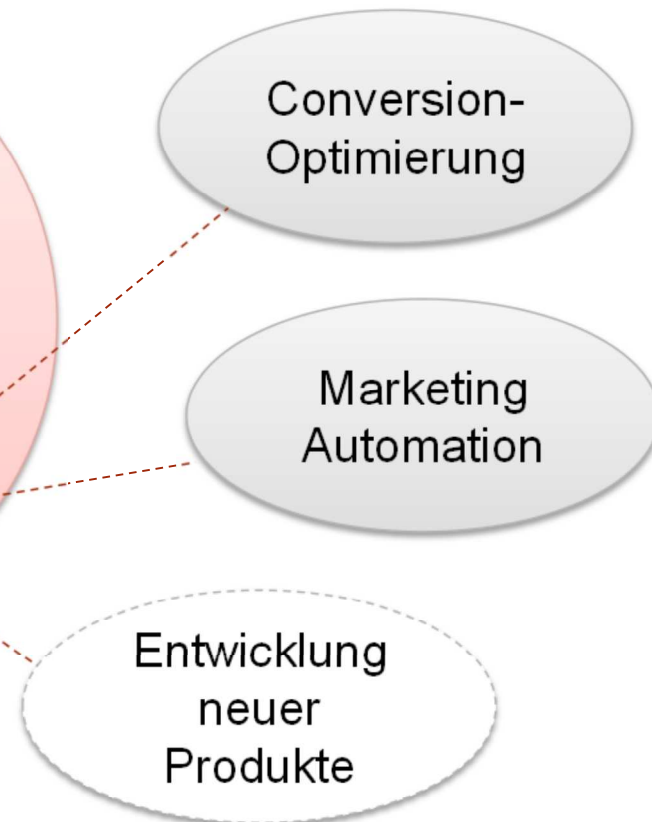 Conversion-
Optimierung
Marketing
Automation
Entwicklung
neuer
Produkte